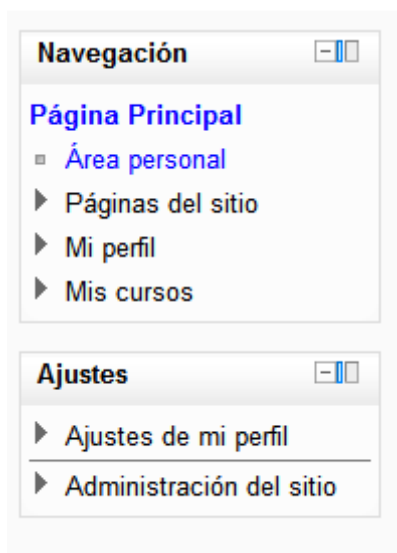 Navegación
Página Principal
Área personal
Páginas del sitio
Mi perfil
Mis cursos
Ajustes
Ajustes de mi perfil
Administración del sitio